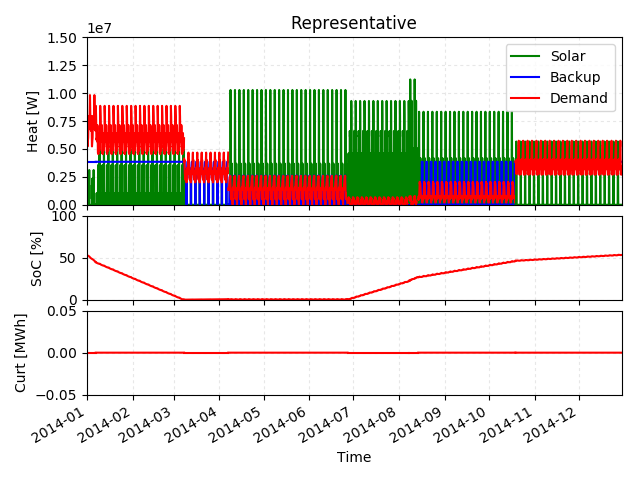 Representative
1e7
1.50
1.25
1.00
0.75
0.50
0.25
0.00
Heat [W]
Solar
Backup
Demand
100
50
0
SoC [%]
0.05
0.00
−0.05
Curt [MWh]
2014-01
2014-02
2014-03
2014-04
2014-05
2014-06
2014-07
2014-08
2014-09
2014-10
2014-11
2014-12
Time